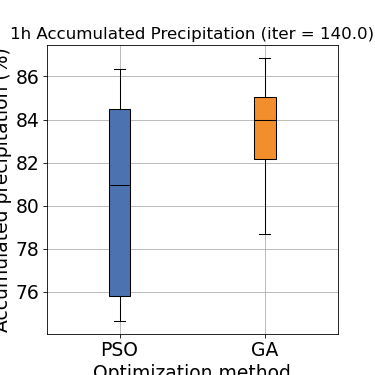 1h Accumulated Precipitation (iter = 140.0)
Accumulated precipitation (%)
86
84
82
80
78
76
PSO GA
Optimization method